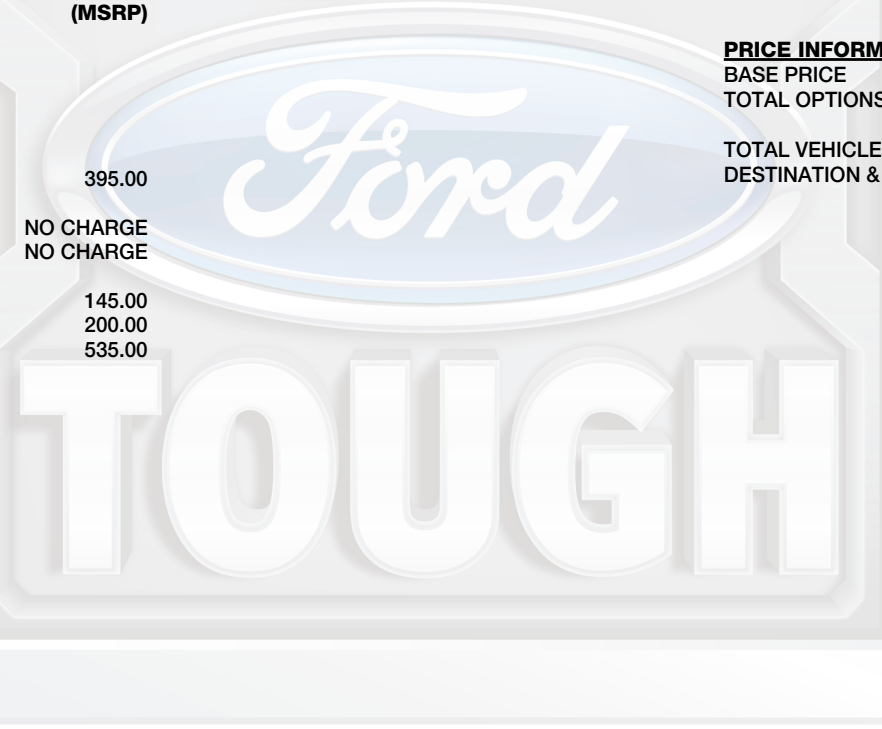 (MSRP)
395.00
NO CHARGE
NO CHARGE
145.00
200.00
535.00
PRICE INFORM
BASE PRICE
TOTAL OPTIONS
TOTAL VEHICLE
DESTINATION &
Ford
TOUGH